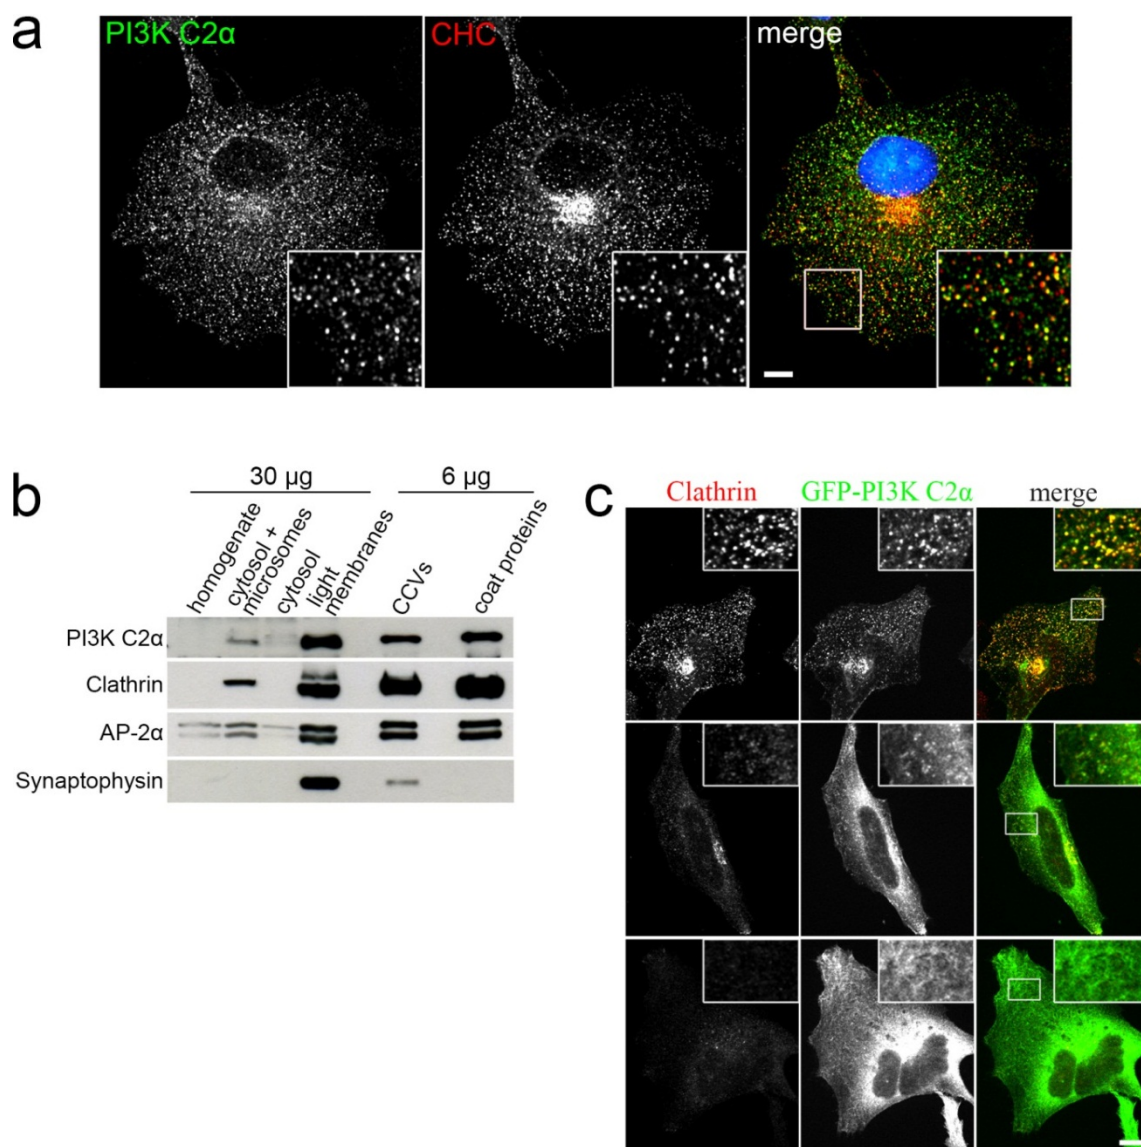 a
PI3K C2α
CHC
merge
b
30 µg
6 µg
homogenate
cytosol +
microsomes
cytosol
light
membranes
CCVs
coat proteins
PI3K C2α
Clathrin
AP-2α
Synaptophysin
c
Clathrin
GFP-PI3K C2α
merge